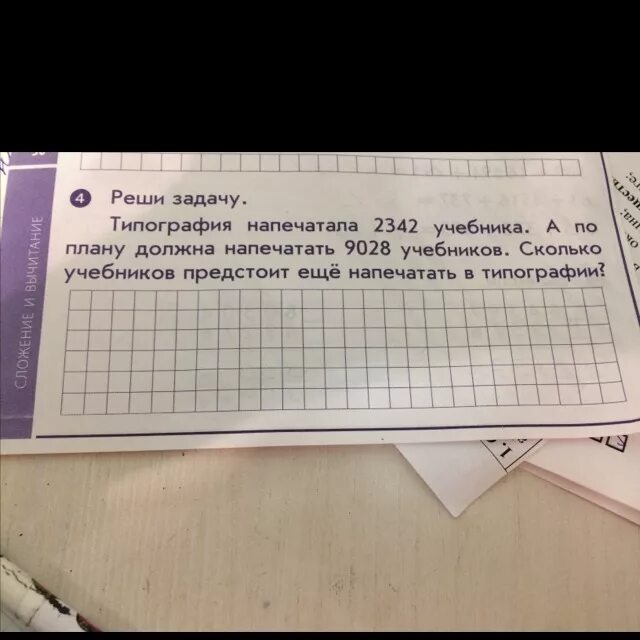 4 Реши задачу.
Типография напечатала 2342 учебника. А по
плану должна напечатать 9028 учебников. Сколько
учебников предстоит ещё напечатать в типографии?
СЛОЖЕНИЕ И ВЫЧИТАНИЕ